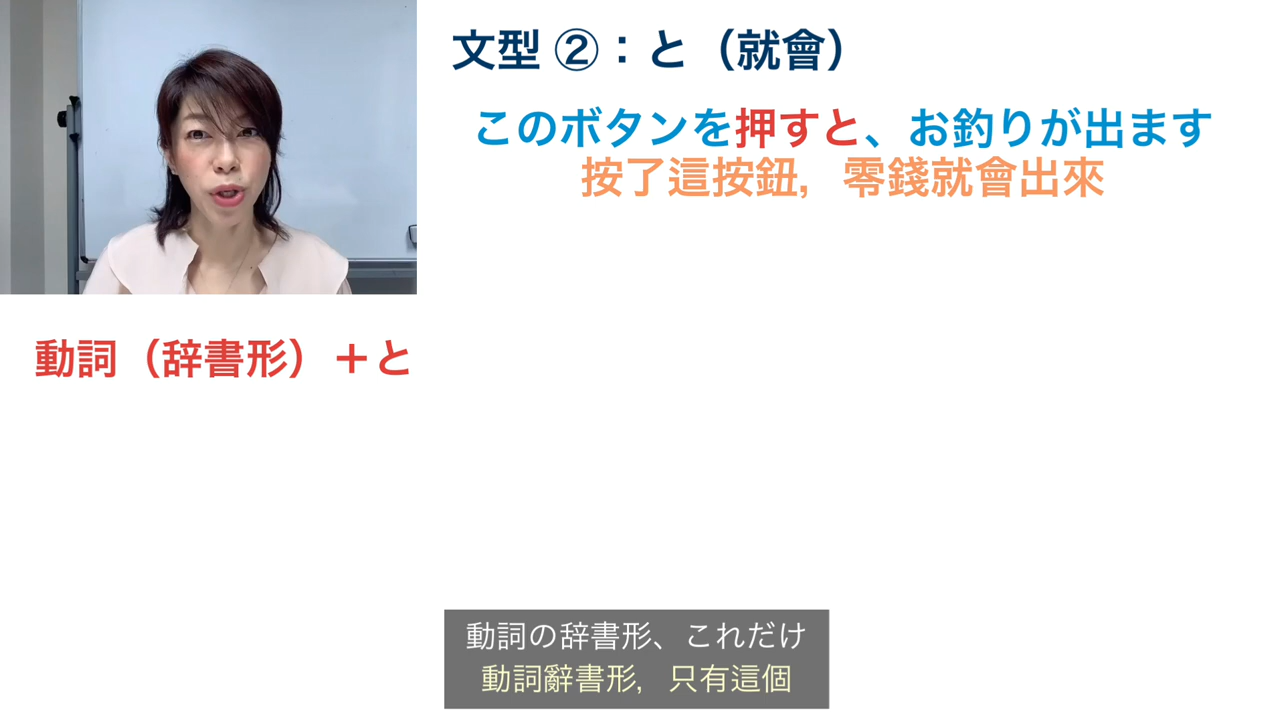 文型 ②：と（就會）
このボタンを押すと、お釣りが出ます
按了這按鈕，零錢就會出來
動詞（辞書形）＋と
動詞の辞書形、これだけ
動詞辭書形，只有這個